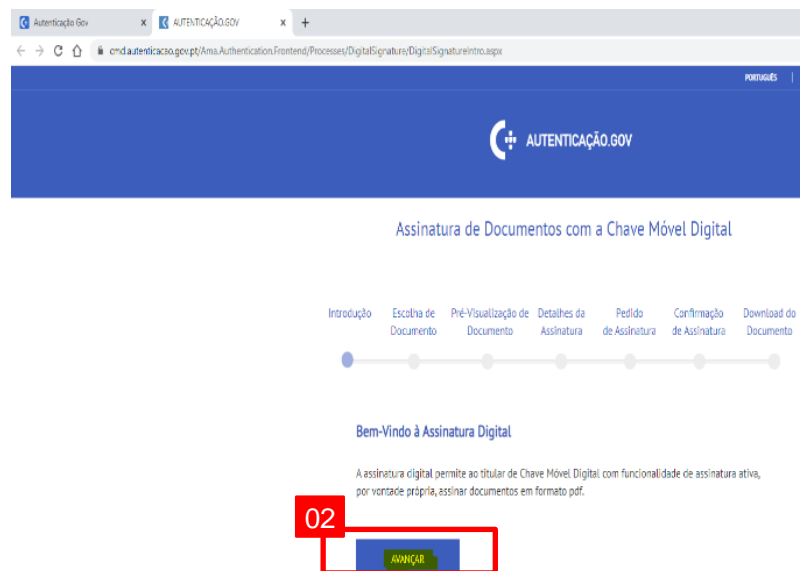 Autenticação Gov
AUTENTICAÇÃO.GOV
cmd.autenticacao.gov.pt/Ama.Authentication.Frontend/Processes/DigitalSignature/DigitalSignatureIntro.aspx
PORTUGUÊS |
AUTENTICAÇÃO.GOV
Assinatura de Documentos com a Chave Móvel Digital
Introdução
Escolha de
Documento
Pré-Visualização de
Documento
Detalhes da
Assinatura
Pedido
de Assinatura
Confirmação
de Assinatura
Download do
Documento
Bem-Vindo à Assinatura Digital
A assinatura digital permite ao titular de Chave Móvel Digital com funcionalidade de assinatura ativa,
por vontade própria, assinar documentos em formato pdf.
02
AVANÇAR